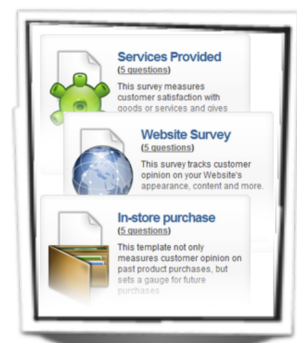 Services Provided
(5 questions)
This survey measures
customer satisfaction with
goods or services and gives
Website Survey
(5 questions)
This survey tracks customer
opinion on your Website's
appearance, content and more.
In-store purchase
(5 questions)
This template not only
measures customer opinion on
past product purchases, but
sets a gauge for future
purchases